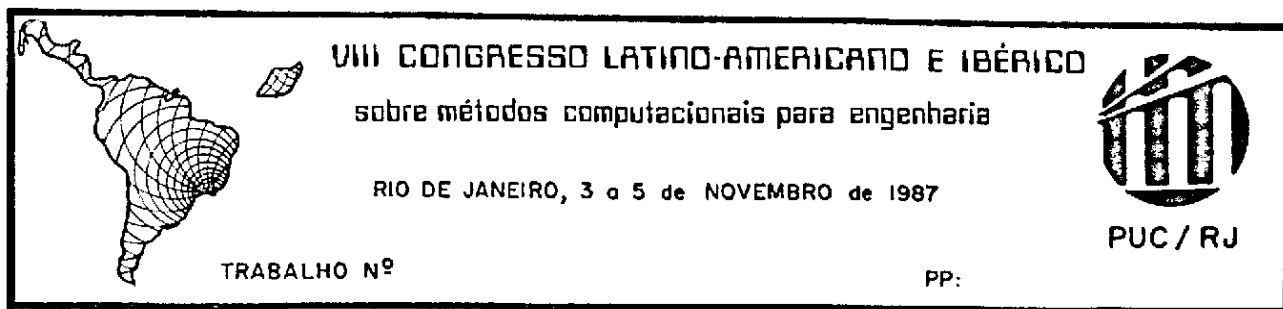 VIII CONGRESSO LATINO-AMERICANO E IBÉRICO
sobre métodos computacionais para engenharia
RIO DE JANEIRO, 3 a 5 de NOVEMBRO de 1987
PUC / RJ
TRABALHO Nº
PP: